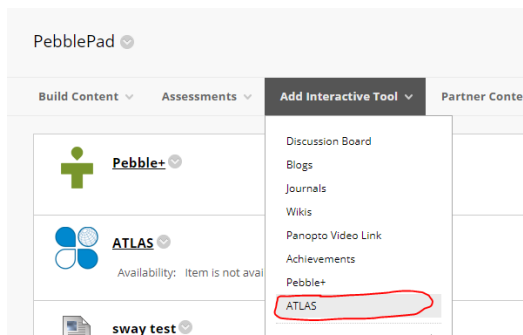 PebblePad
Build Content Assessments Add Interactive Tool Partner Conte
Discussion Board
Blogs
Journals
Wikis
Panopto Video Link
Achievements
Pebble+
ATLAS
Pebble+
ATLAS
Availability: Item is not avai
sway test